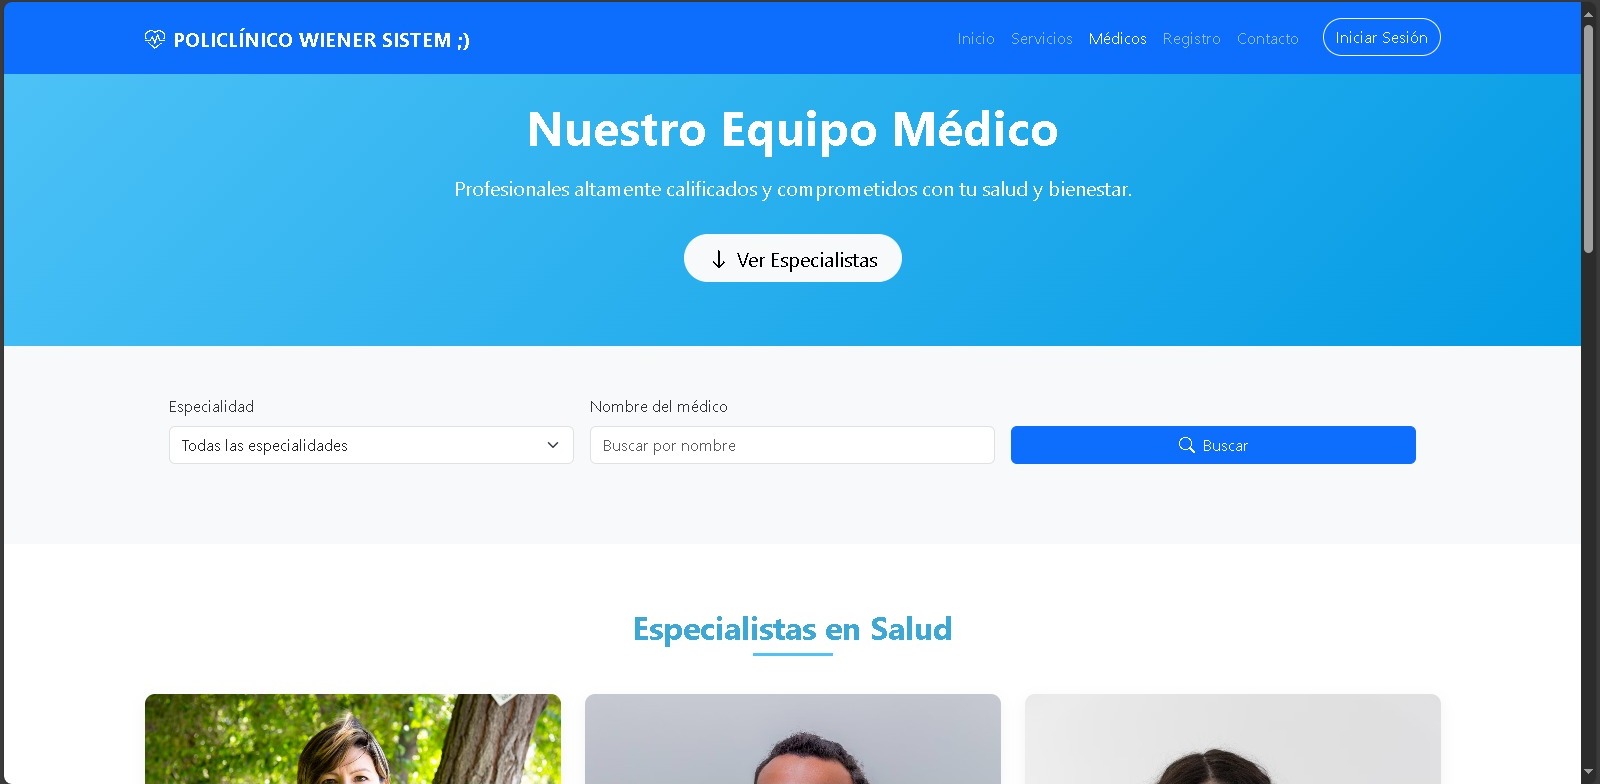 POLICLÍNICO WIENER SISTEM ;)
Inicio Servicios Médicos Registro Contacto Iniciar Sesión
Nuestro Equipo Médico
Profesionales altamente calificados y comprometidos con tu salud y bienestar.
Ver Especialistas
Especialidad Nombre del médico
Todas las especialidades Buscar por nombre Buscar
Especialistas en Salud